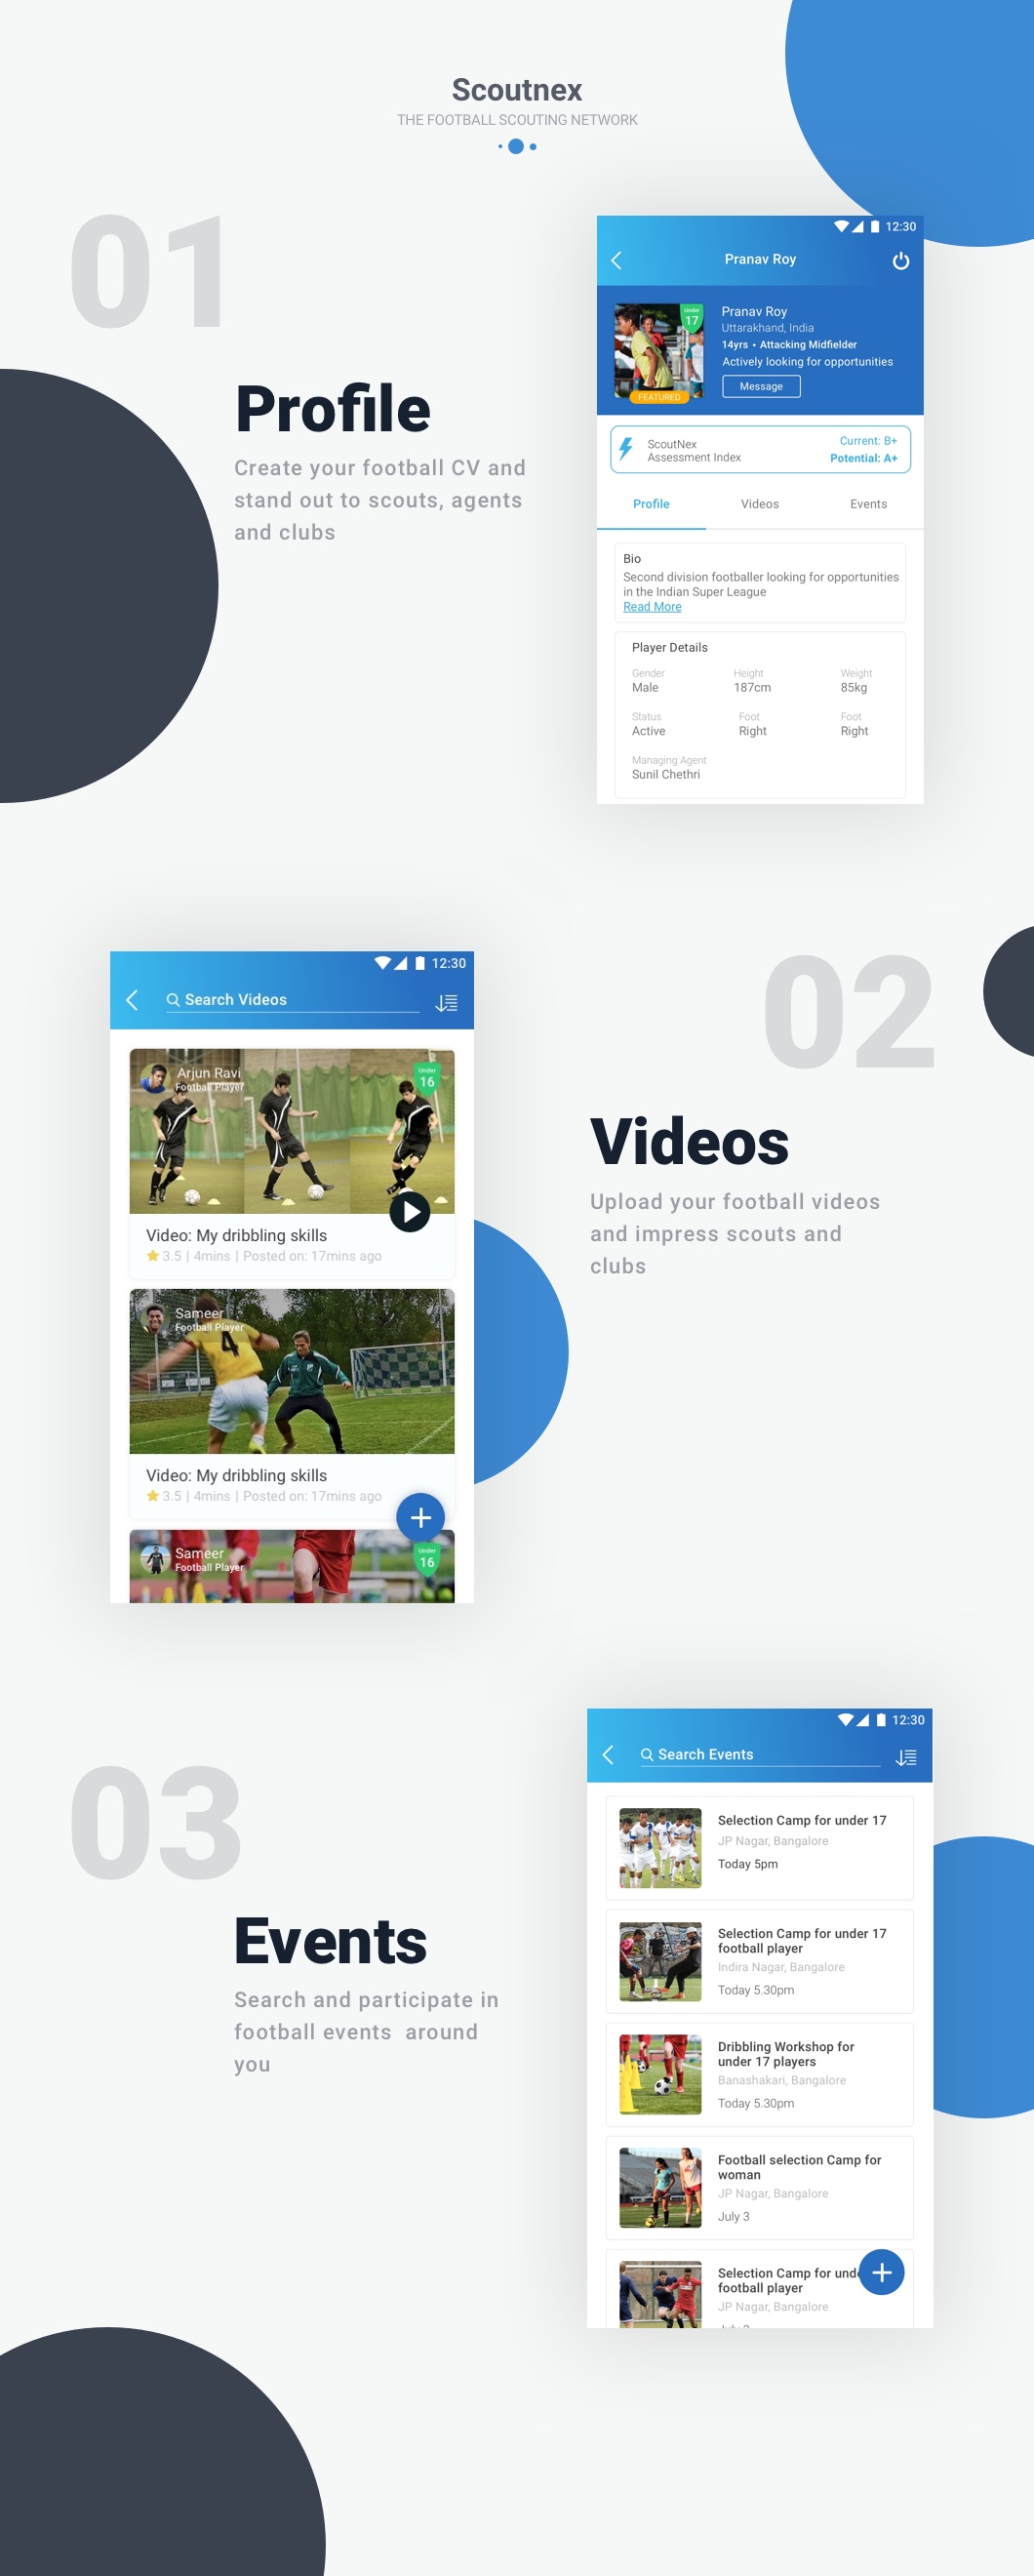 Scoutnex
THE FOOTBALL SCOUTING NETWORK
01
Profile
Create your football CV and
stand out to scouts, agents
and clubs
12:30
Pranav Roy
Under
17
FEATURED
Pranav Roy
Uttarakhand, India
14yrs • Attacking Midfielder
Actively looking for opportunities
Message
ScoutNex
Assessment Index
Current: B+
Potential: A+
Profile Videos Events
Bio
Second division footballer looking for opportunities
in the Indian Super League
Read More
Player Details
Gender Height Weight
Male 187cm 85kg
Status Foot Foot
Active Right Right
Managing Agent
Sunil Chethri
02
Videos
Upload your football videos
and impress scouts and
clubs
12:30
Search Videos
Arjun Ravi
Football Player
Under
16
Video: My dribbling skills
3.5 | 4mins | Posted on: 17mins ago
Sameer
Football Player
4
Video: My dribbling skills
3.5 | 4mins | Posted on: 17mins ago
Sameer
Football Player
Under
16
03
Events
Search and participate in
football events around
you
12:30
Search Events
Selection Camp for under 17
JP Nagar, Bangalore
Today 5pm
Selection Camp for under 17
football player
Indira Nagar, Bangalore
Today 5.30pm
Dribbling Workshop for
under 17 players
Banashakari, Bangalore
Today 5.30pm
Football selection Camp for
woman
JP Nagar, Bangalore
July 3
Selection Camp for
football player
JP Nagar, Bangalore